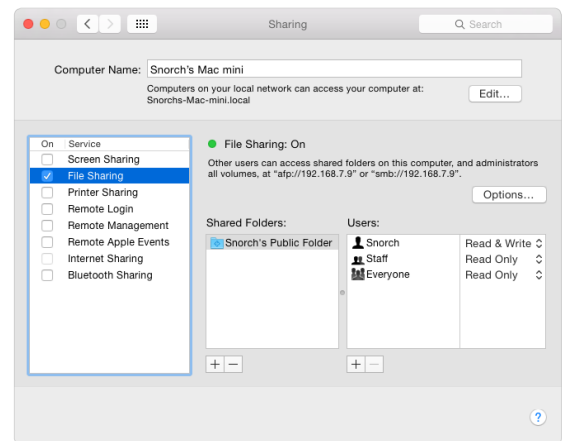 Sharing
Search
Computer Name: Snorch's Mac mini
Computers on your local network can access your computer at:
Snorchs-Mac-mini.local
Edit...
On Service
Screen Sharing
File Sharing
Printer Sharing
Remote Login
Remote Management
Remote Apple Events
Internet Sharing
Bluetooth Sharing
File Sharing: On
Other users can access shared folders on this computer, and administrators
all volumes, at “afp://192.168.7.9” or “smb://192.168.7.9”.
Options...
Shared Folders:
Snorch's Public Folder
Users:
Snorch Read & Write
Staff Read Only
Everyone Read Only
+ −
+ −
?